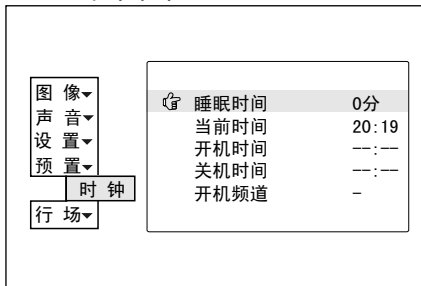 图 像▾
声 音▾
设 置▾
预 置▾
时 钟
行 场▾
睡眠时间 0分
当前时间 20:19
开机时间 --:--
关机时间 --:--
开机频道 -